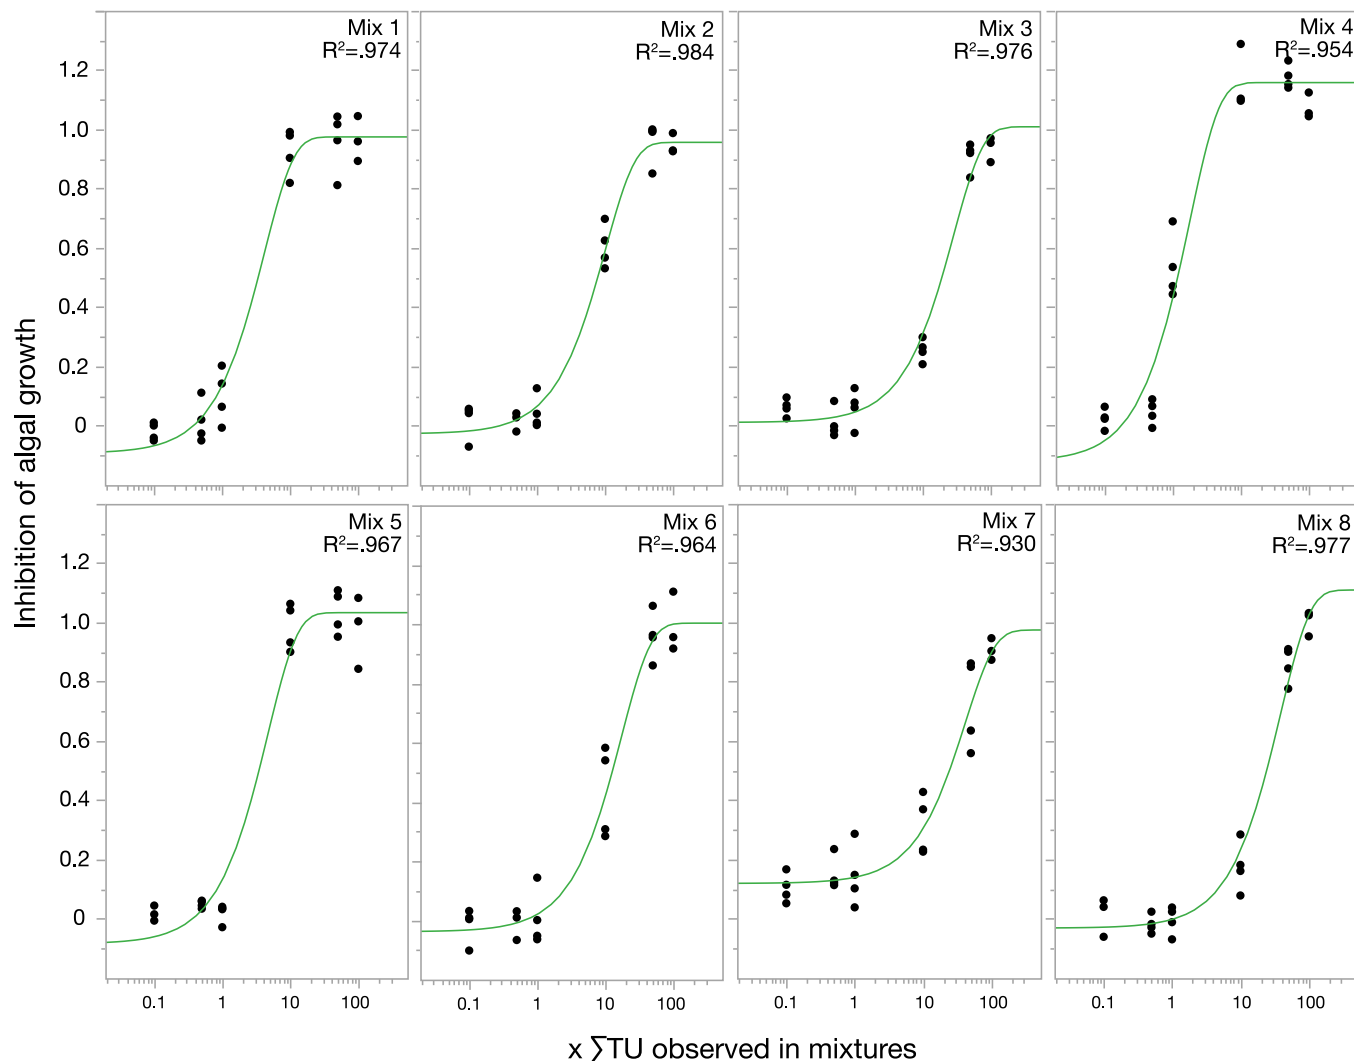 Mix 1
R²=.974
Mix 2
R²=.984
Mix 3
R²=.976
Mix 4
R²=.954
1.2
1.0
0.8
0.6
0.4
0.2
0
Mix 5
R²=.967
Mix 6
R²=.964
Mix 7
R²=.930
Mix 8
R²=.977
1.2
1.0
0.8
0.6
0.4
0.2
0
0.1 1 10 100 0.1 1 10 100 0.1 1 10 100 0.1 1 10 100
Inhibition of algal growth
x ∑TU observed in mixtures